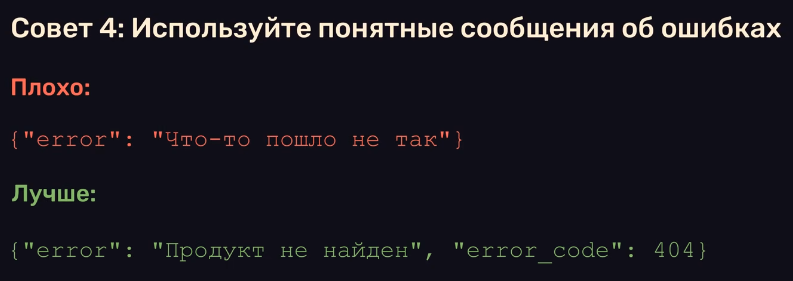 Совет 4: Используйте понятные сообщения об ошибках
Плохо:
{"error": "Что-то пошло не так"}
Лучше:
{"error": "Продукт не найден", "error_code": 404}